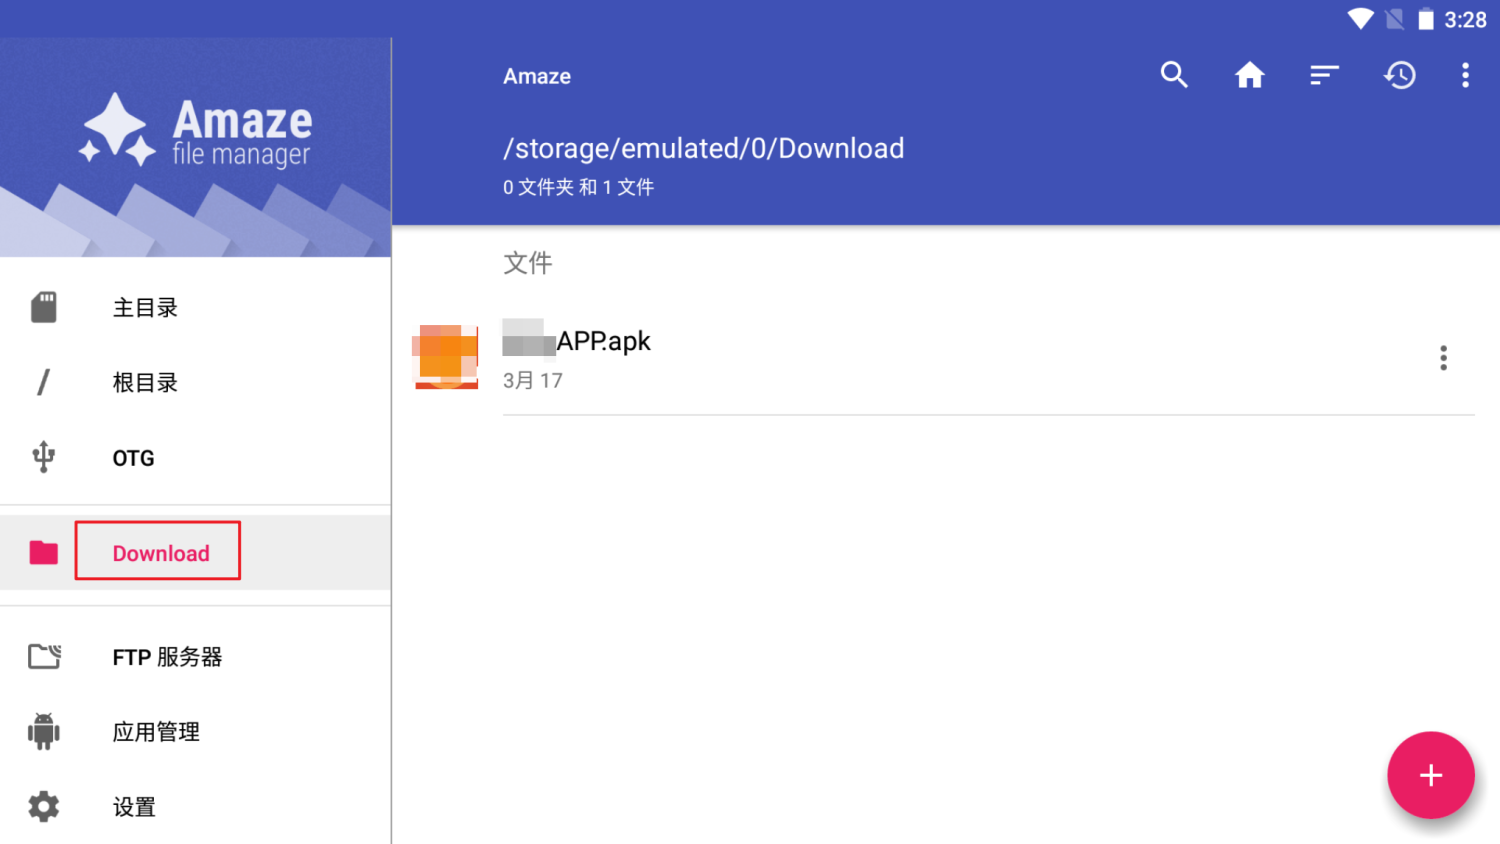 3:28
Amaze
file manager
Amaze
/storage/emulated/0/Download
0 文件夹 和 1 文件
主目录
根目录
OTG
Download
FTP 服务器
应用管理
设置
文件
APP.apk
3月 17